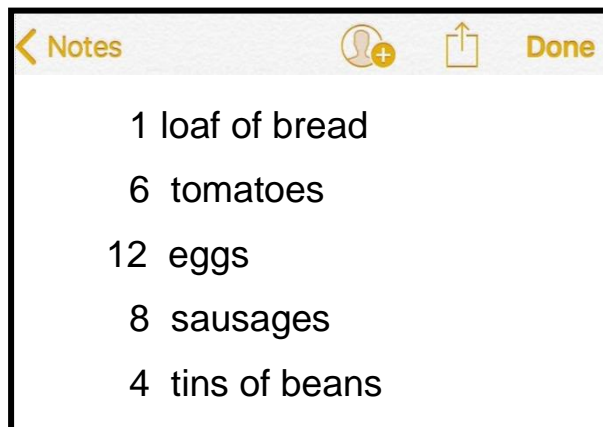 Notes Done
1 loaf of bread
6 tomatoes
12 eggs
8 sausages
4 tins of beans